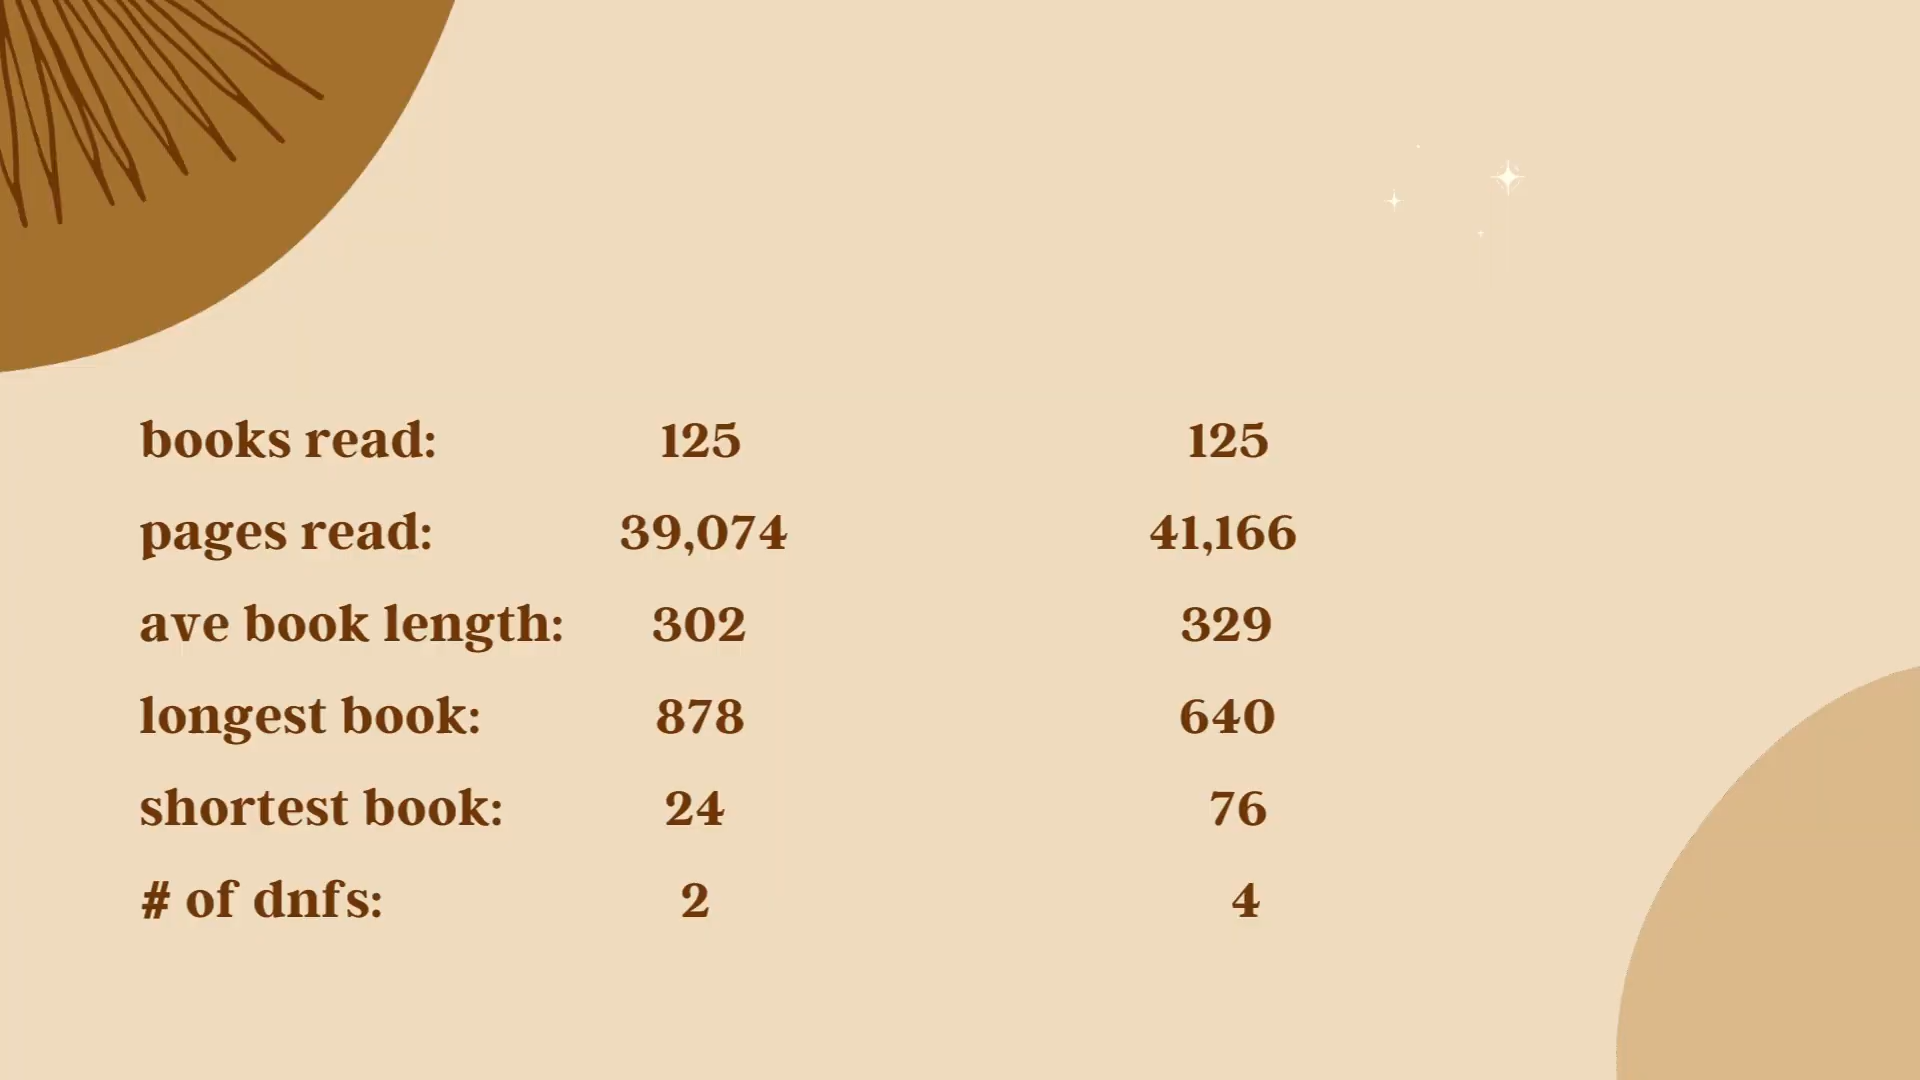 books read: 125 125
pages read: 39,074 41,166
ave book length: 302 329
longest book: 878 640
shortest book: 24 76
# of dnfs: 2 4